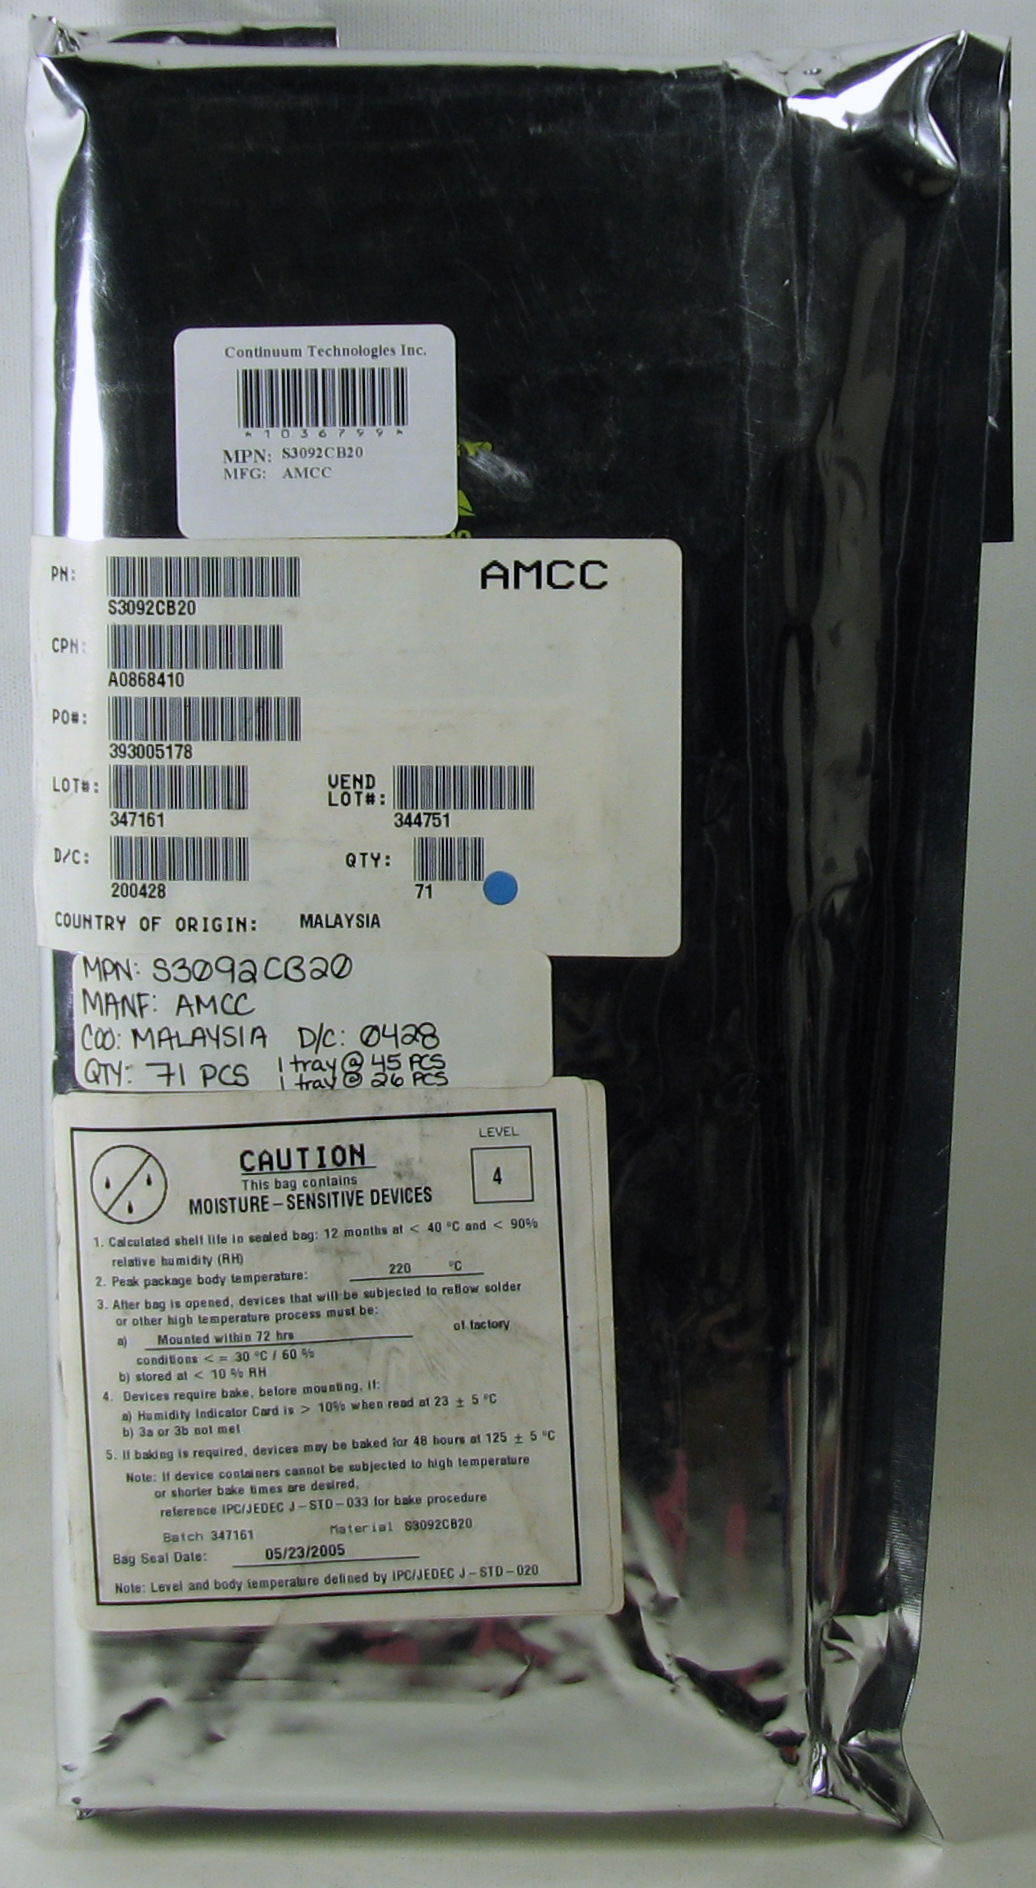 Continuum Technologies Inc.
*1036799*
MPN: S3092CB20
MFG: AMCC
AMCC
PN:
S3092CB20
CPN:
A0868410
PO#:
393005178
LOT#: VEND LOT#:
347161 344751
D/C: QTY:
200428 71
COUNTRY OF ORIGIN: MALAYSIA
MPN: S3092CB20
MANF: AMCC
COO: MALAYSIA D/C: 0428
QTY: 71 PCS 1 tray @ 45 PCS
1 tray @ 26 PCS
LEVEL
4
CAUTION
This bag contains
MOISTURE-SENSITIVE DEVICES
1. Calculated shelf life in sealed bag: 12 months at < 40 °C and < 90%
relative humidity (RH)
2. Peak package body temperature: 220 °C
3. After bag is opened, devices that will be subjected to reflow solder
or other high temperature process must be:
a) Mounted within 72 hrs of factory
conditions < = 30 °C / 60 %
b) stored at < 10 % RH
4. Devices require bake, before mounting, if:
a) Humidity Indicator Card is > 10% when read at 23 ± 5 °C
b) 3a or 3b not met
5. If baking is required, devices may be baked for 48 hours at 125 ± 5 °C
Note: If device containers cannot be subjected to high temperature
or shorter bake times are desired,
reference IPC/JEDEC J-STD-033 for bake procedure
Batch 347161 Material S3092CB20
Bag Seal Date: 05/23/2005
Note: Level and body temperature defined by IPC/JEDEC J-STD-020